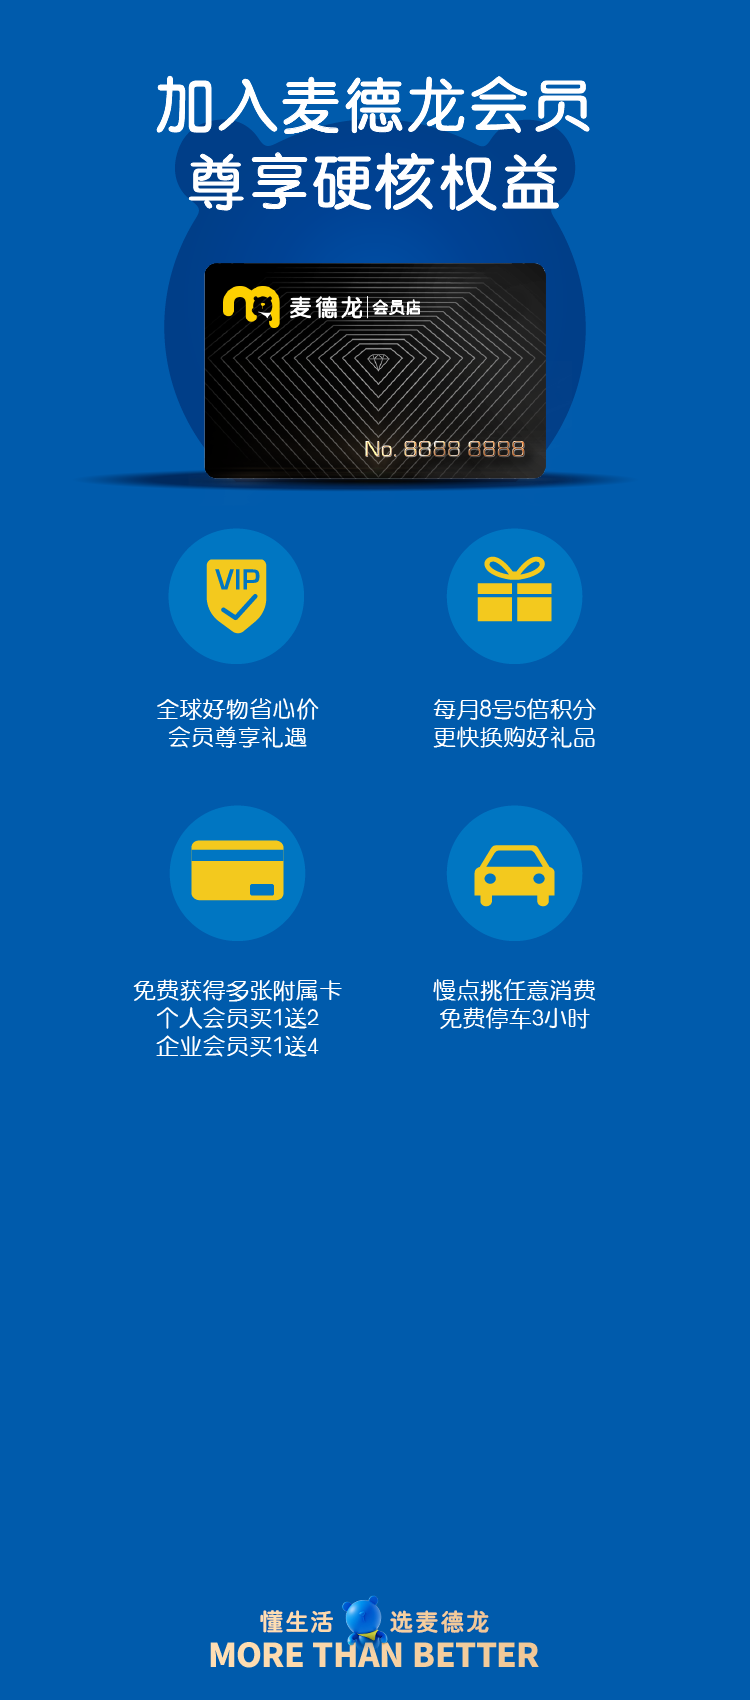 加入麦德龙会员
尊享硬核权益
麦德龙|会员店
No. 8888 8888
VIP
全球好物省心价
会员尊享礼遇
每月8号5倍积分
更快换购好礼品
免费获得多张附属卡
个人会员买1送2
企业会员买1送4
慢点挑任意消费
免费停车3小时
懂生活 选麦德龙
MORE THAN BETTER